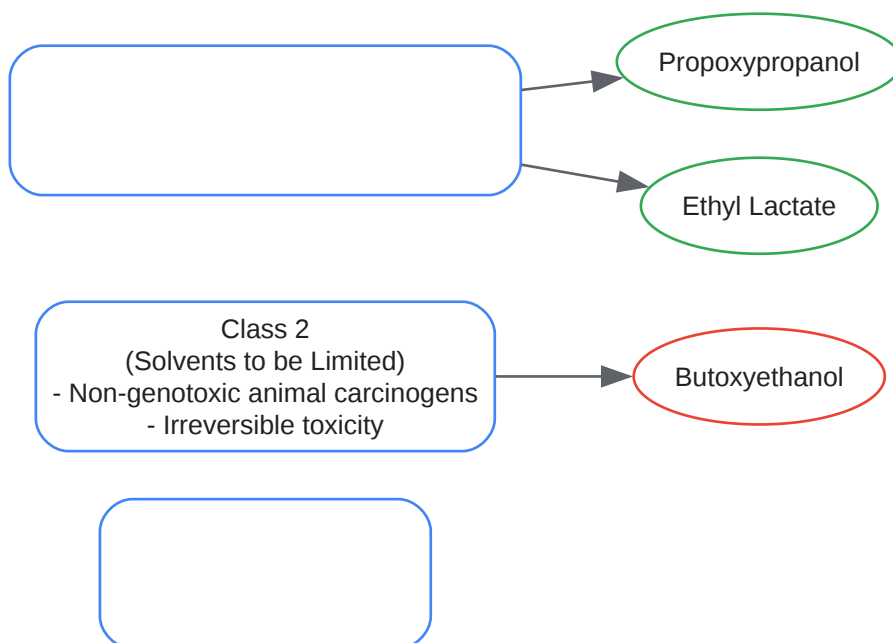 Propoxypropanol
Ethyl Lactate
Class 2
(Solvents to be Limited)
- Non-genotoxic animal carcinogens
- Irreversible toxicity
Butoxyethanol